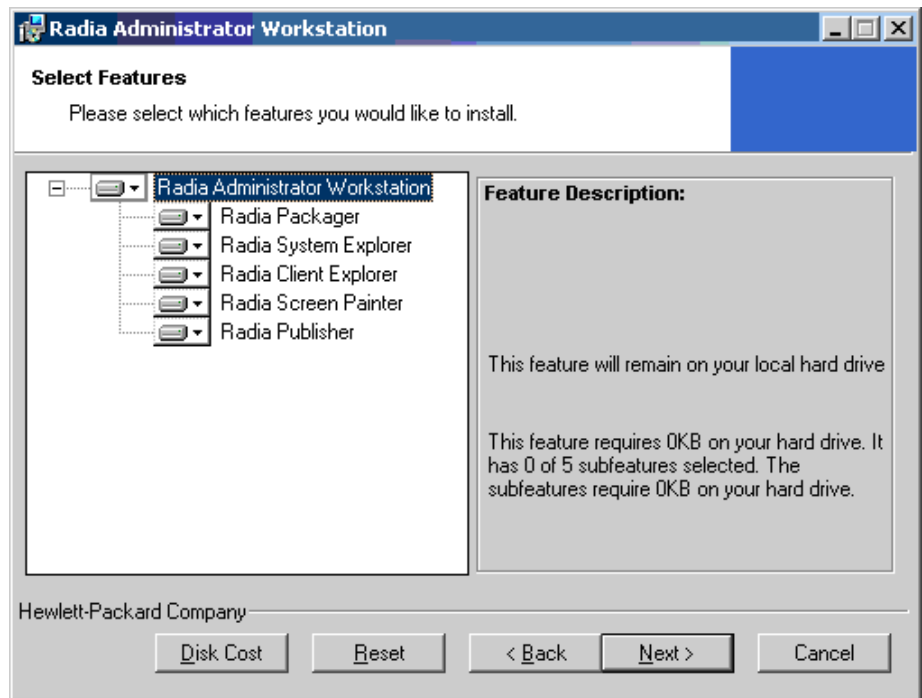 Radia Administrator Workstation
Select Features
Please select which features you would like to install.
Radia Administrator Workstation
Radia Packager
Radia System Explorer
Radia Client Explorer
Radia Screen Painter
Radia Publisher
Feature Description:
This feature will remain on your local hard drive
This feature requires 0KB on your hard drive. It
has 0 of 5 subfeatures selected. The
subfeatures require 0KB on your hard drive.
Hewlett-Packard Company
Disk Cost
Reset
< Back
Next >
Cancel